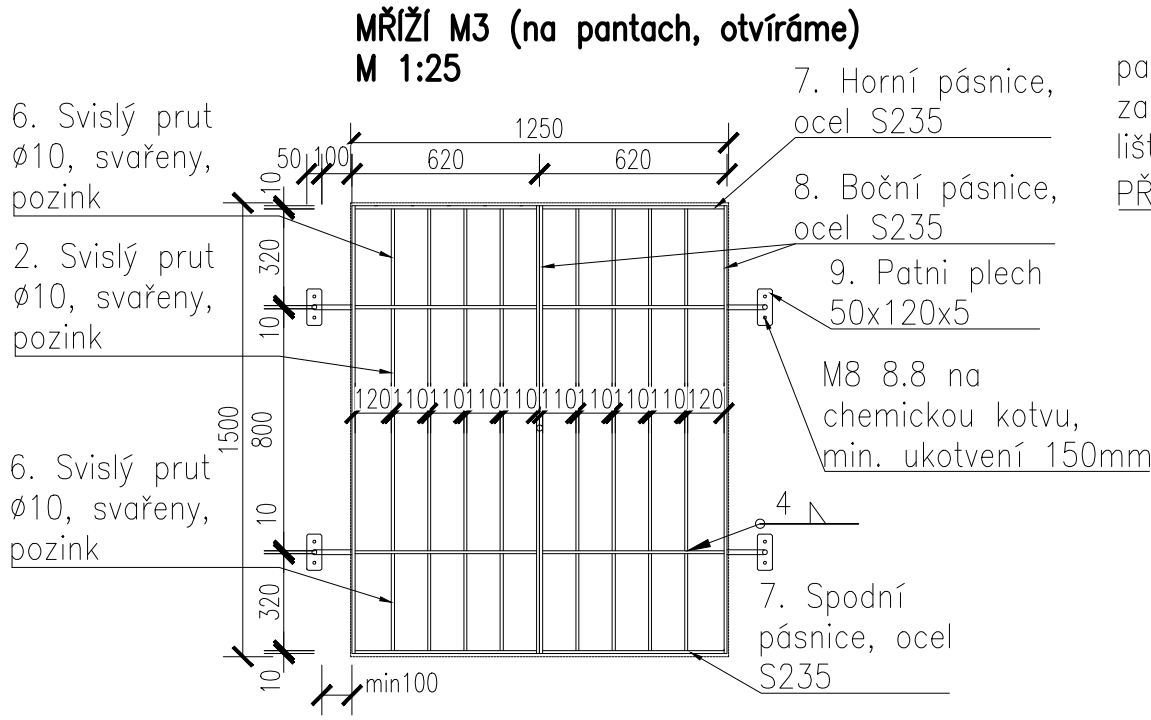 MŘÍŽÍ M3 (na pantach, otvíráme)
M 1:25
6. Svislý prut
Ø10, svařeny,
pozink
2. Svislý prut
Ø10, svařeny,
pozink
6. Svislý prut
Ø10, svařeny,
pozink
1250
50
100
620
620
10
320
10
800
10
320
10
1500
120
110
110
110
110
110
110
110
110
120
min100
7. Horní pásnice,
ocel S235
8. Boční pásnice,
ocel S235
9. Patni plech
50x120x5
M8 8.8 na
chemickou kotvu,
min. ukotvení 150mm
4
7. Spodní
pásnice, ocel
S235
pa
za
lišt
PŘ